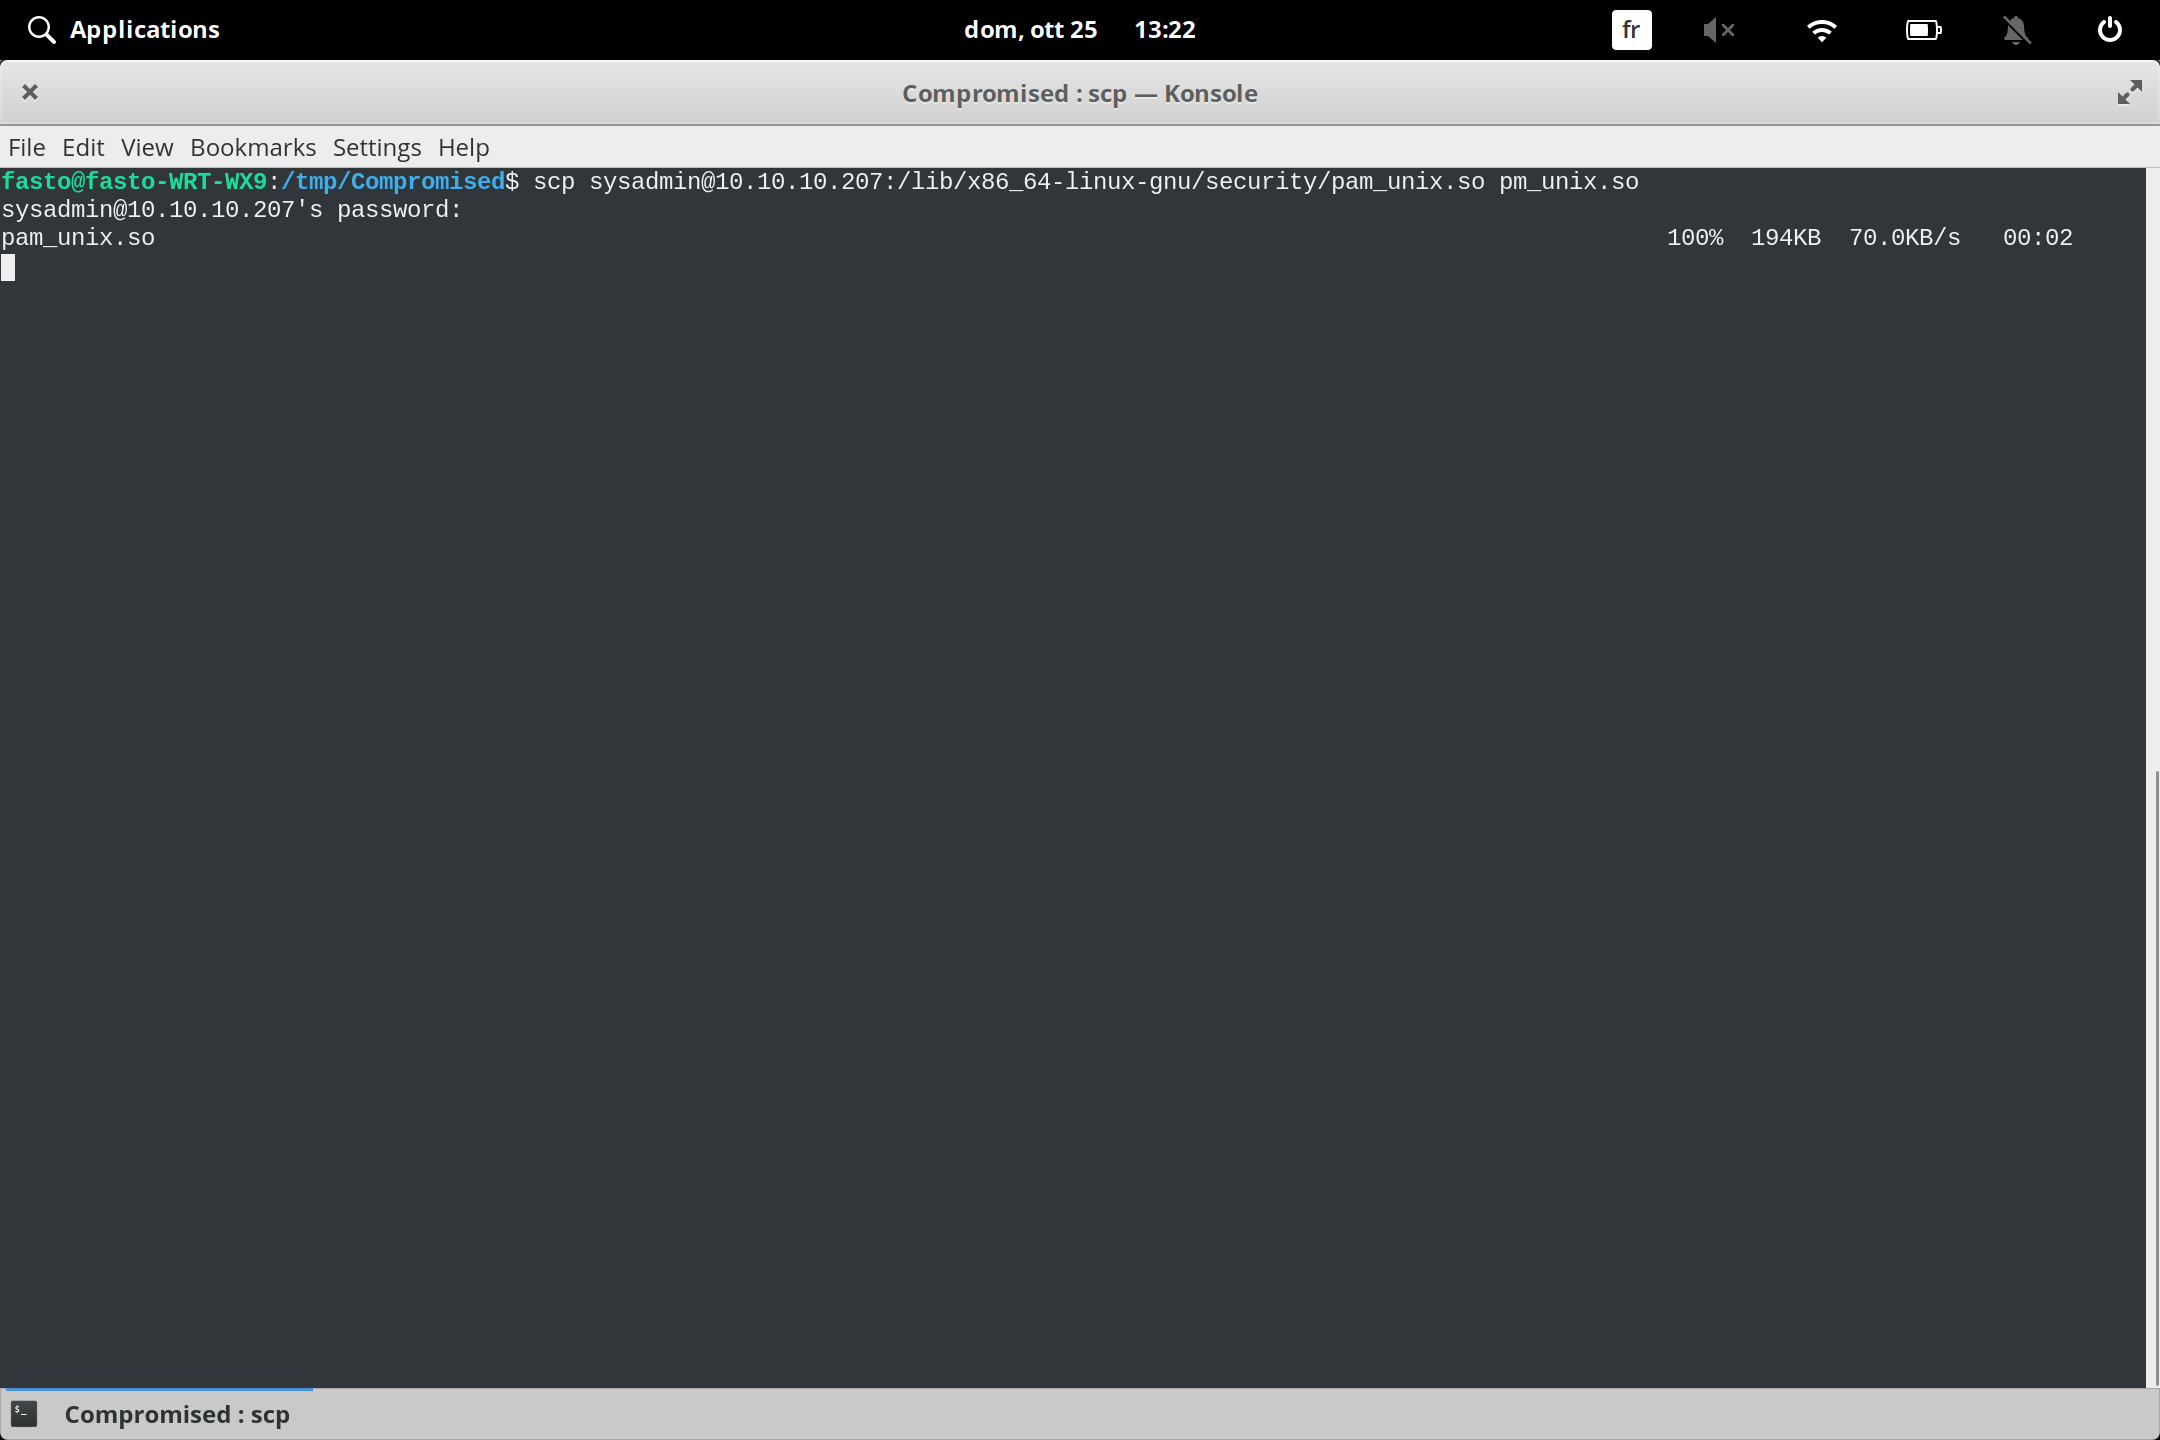 Applications
dom, ott 25 13:22
fr
Compromised : scp — Konsole
File Edit View Bookmarks Settings Help
fasto@fasto-WRT-WX9:/tmp/Compromised$ scp sysadmin@10.10.10.207:/lib/x86_64-linux-gnu/security/pam_unix.so pm_unix.so
sysadmin@10.10.10.207's password:
pam_unix.so 100% 194KB 70.0KB/s 00:02
$_
Compromised : scp